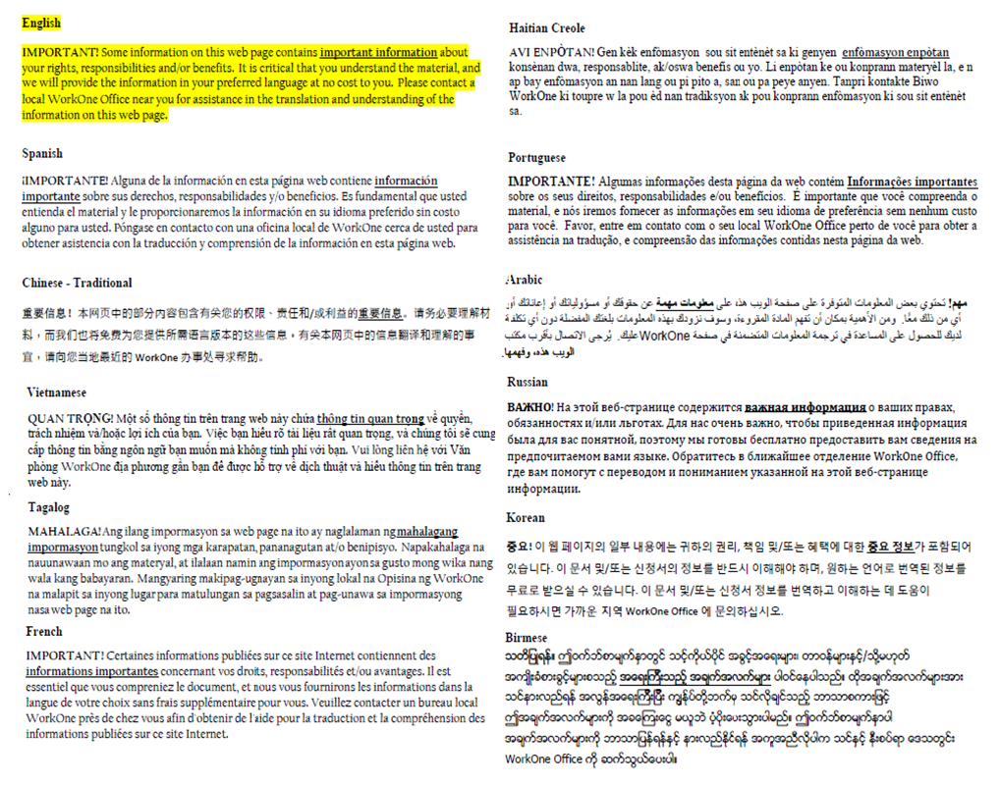 English
IMPORTANT! Some information on this web page contains important information about
your rights, responsibilities and/or benefits. It is critical that you understand the material, and
we will provide the information in your preferred language at no cost to you. Please contact a
local WorkOne Office near you for assistance in the translation and understanding of the
information on this web page.
Spanish
¡IMPORTANTE! Alguna de la información en esta página web contiene información
importante sobre sus derechos, responsabilidades y/o beneficios. Es fundamental que usted
entienda el material y le proporcionaremos la información en su idioma preferido sin costo
alguno para usted. Póngase en contacto con una oficina local de WorkOne cerca de usted para
obtener asistencia con la traducción y comprensión de la información en esta página web.
Chinese - Traditional
重要信息！本网页中的部分内容包含有关您的权限、责任和/或利益的重要信息。请务必要理解材
料，而我们也将免费为您提供所需语言版本的这些信息。有关本网页中的信息翻译和理解的事
宜，请向您当地最近的 WorkOne 办事处寻求帮助。
Vietnamese
QUAN TRỌNG! Một số thông tin trên trang web này chứa thông tin quan trọng về quyền,
trách nhiệm và/hoặc lợi ích của bạn. Việc bạn hiểu rõ tài liệu rất quan trọng, và chúng tôi sẽ cung
cấp thông tin bằng ngôn ngữ bạn muốn mà không tính phí với bạn. Vui lòng liên hệ với Văn
phòng WorkOne địa phương gần bạn để được hỗ trợ về dịch thuật và hiểu thông tin trên trang
web này.
Tagalog
MAHALAGA! Ang ilang impormasyon sa web page na ito ay naglalaman ng mahalagang
impormasyon tungkol sa iyong mga karapatan, pananagutan at/o benipisyo. Napakahalaga na
nauunawaan mo ang materyal, at ilalaan namin ang impormasyon ayon sa gusto mong wika nang
wala kang babayaran. Mangyaring makipag-ugnayan sa inyong lokal na Opisina ng WorkOne
na malapit sa inyong lugar para matulungan sa pagsasalin at pag-unawa sa impormasyong
nasa web page na ito.
French
IMPORTANT! Certaines informations publiées sur ce site Internet contiennent des
informations importantes concernant vos droits, responsabilités et/ou avantages. Il est
essentiel que vous compreniez le document, et nous vous fournirons les informations dans la
langue de votre choix sans frais supplémentaire pour vous. Veuillez contacter un bureau local
WorkOne près de chez vous afin d'obtenir de l'aide pour la traduction et la compréhension des
informations publiées sur ce site Internet.
Haitian Creole
AVI ENPÒTAN! Gen kèk enfòmasyon sou sit entènèt sa ki genyen enfòmasyon enpòtan
konsènan dwa, responsablite, ak/oswa benefis ou yo. Li enpòtan ke ou konprann materyèl la, e n
ap bay enfòmasyon an nan lang ou pi pito a, san ou pa peye anyen. Tanpri kontakte Biwo
WorkOne ki toupre w la pou èd nan tradiksyon ak pou konprann enfòmasyon ki sou sit entènèt
sa.
Portuguese
IMPORTANTE! Algumas informações desta página da web contém Informações importantes
sobre os seus direitos, responsabilidades e/ou benefícios. É importante que você compreenda o
material, e nós iremos fornecer as informações em seu idioma de preferência sem nenhum custo
para você. Favor, entre em contato com o seu local WorkOne Office perto de você para obter a
assistência na tradução, e compreensão das informações contidas nesta página da web.
Arabic
مهم! تحتوي بعض المعلومات المتوفرة على صفحة الويب هذه على معلومات مهمة عن حقوقك أو مسؤولياتك أو إعاناتك أو
أي من ذلك معًا. ومن الأهمية بمكان أن تفهم المادة المقروءة، وسوف نزودك بهذه المعلومات بلغتك المفضلة دون أي تكلفة
عليك. يُرجى الاتصال بأقرب مكتب WorkOne لديك للحصول على المساعدة في ترجمة المعلومات المتضمنة في صفحة
الويب هذه، وفهمها.
Russian
ВАЖНО! На этой веб-странице содержится важная информация о ваших правах,
обязанностях и/или льготах. Для нас очень важно, чтобы приведенная информация
была для вас понятной, поэтому мы готовы бесплатно предоставить вам сведения на
предпочитаемом вами языке. Обратитесь в ближайшее отделение WorkOne Office,
где вам помогут с переводом и пониманием указанной на этой веб-странице
информации.
Korean
중요! 이 웹 페이지의 일부 내용에는 귀하의 권리, 책임 및/또는 혜택에 대한 중요 정보가 포함되어
있습니다. 이 문서 및/또는 신청서의 정보를 반드시 이해해야 하며, 원하는 언어로 번역된 정보를
무료로 받으실 수 있습니다. 이 문서 및/또는 신청서 정보를 번역하고 이해하는 데 도움이
필요하시면 가까운 지역 WorkOne Office 에 문의하십시오.
Birmese
သတိပြုရန်။ ဤဝက်ဘ်စာမျက်နှာတွင် သင့်ကိုယ်ပိုင် အခွင့်အရေးများ၊ တာဝန်များနှင့်/သို့မဟုတ်
အကျိုးခံစားခွင့်များစသည့် အရေးကြီးသည့် အချက်အလက်များ ပါဝင်နေပါသည်။ ထိုအချက်အလက်များအား
သင်နားလည်ရန် အလွန်အရေးကြီးပြီး ကျွန်ုပ်တို့ဘက်မှ သင်လိုချင်သည့် ဘာသာစကားဖြင့်
ဤအချက်အလက်များကို အခကြေးငွေ မယူဘဲ ပံ့ပိုးပေးသွားပါမည်။ ဤဝက်ဘ်စာမျက်နှာပါ
အချက်အလက်များကို ဘာသာပြန်ရန်နှင့် နားလည်နိုင်ရန် အကူအညီလိုပါက သင်နှင့် နီးစပ်ရာ ဒေသတွင်း
WorkOne Office ကို ဆက်သွယ်ပေးပါ။